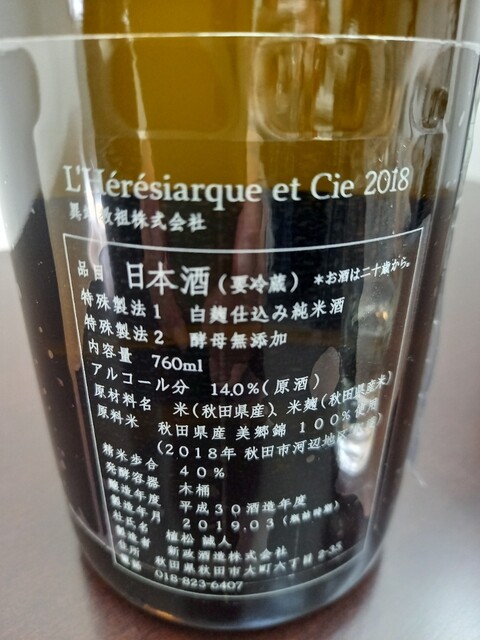 L'Hérésiarque et Cie 2018
異端教祖株式会社
品目 日本酒(要冷蔵) *お酒は二十歳から。
特殊製法1 白麹仕込み純米酒
特殊製法2 酵母無添加
内容量 760ml
アルコール分 14.0%(原酒)
原材料名 米(秋田県産)、米麹(秋田県産米)
原料米 秋田県産 美郷錦 100%使用
(2018年 秋田市河辺地区
精米歩合 40%
発酵容器 木桶
醸造年度 平成30酒造年度
製造年月 2019.03
杜氏名 植松 誠人
製造者 新政酒造株式会社
住所 秋田県秋田市大町六丁目2-35
電話 018-823-6407